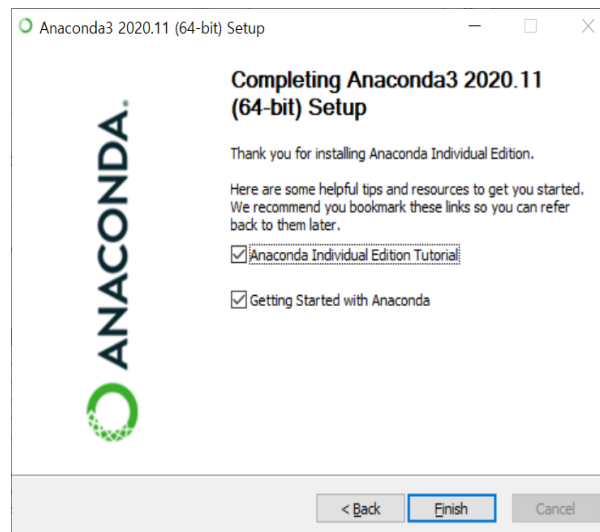 Anaconda3 2020.11 (64-bit) Setup
Completing Anaconda3 2020.11
(64-bit) Setup
ANACONDA.
Thank you for installing Anaconda Individual Edition.
Here are some helpful tips and resources to get you started.
We recommend you bookmark these links so you can refer
back to them later.
Anaconda Individual Edition Tutorial
Getting Started with Anaconda
< Back
Finish
Cancel